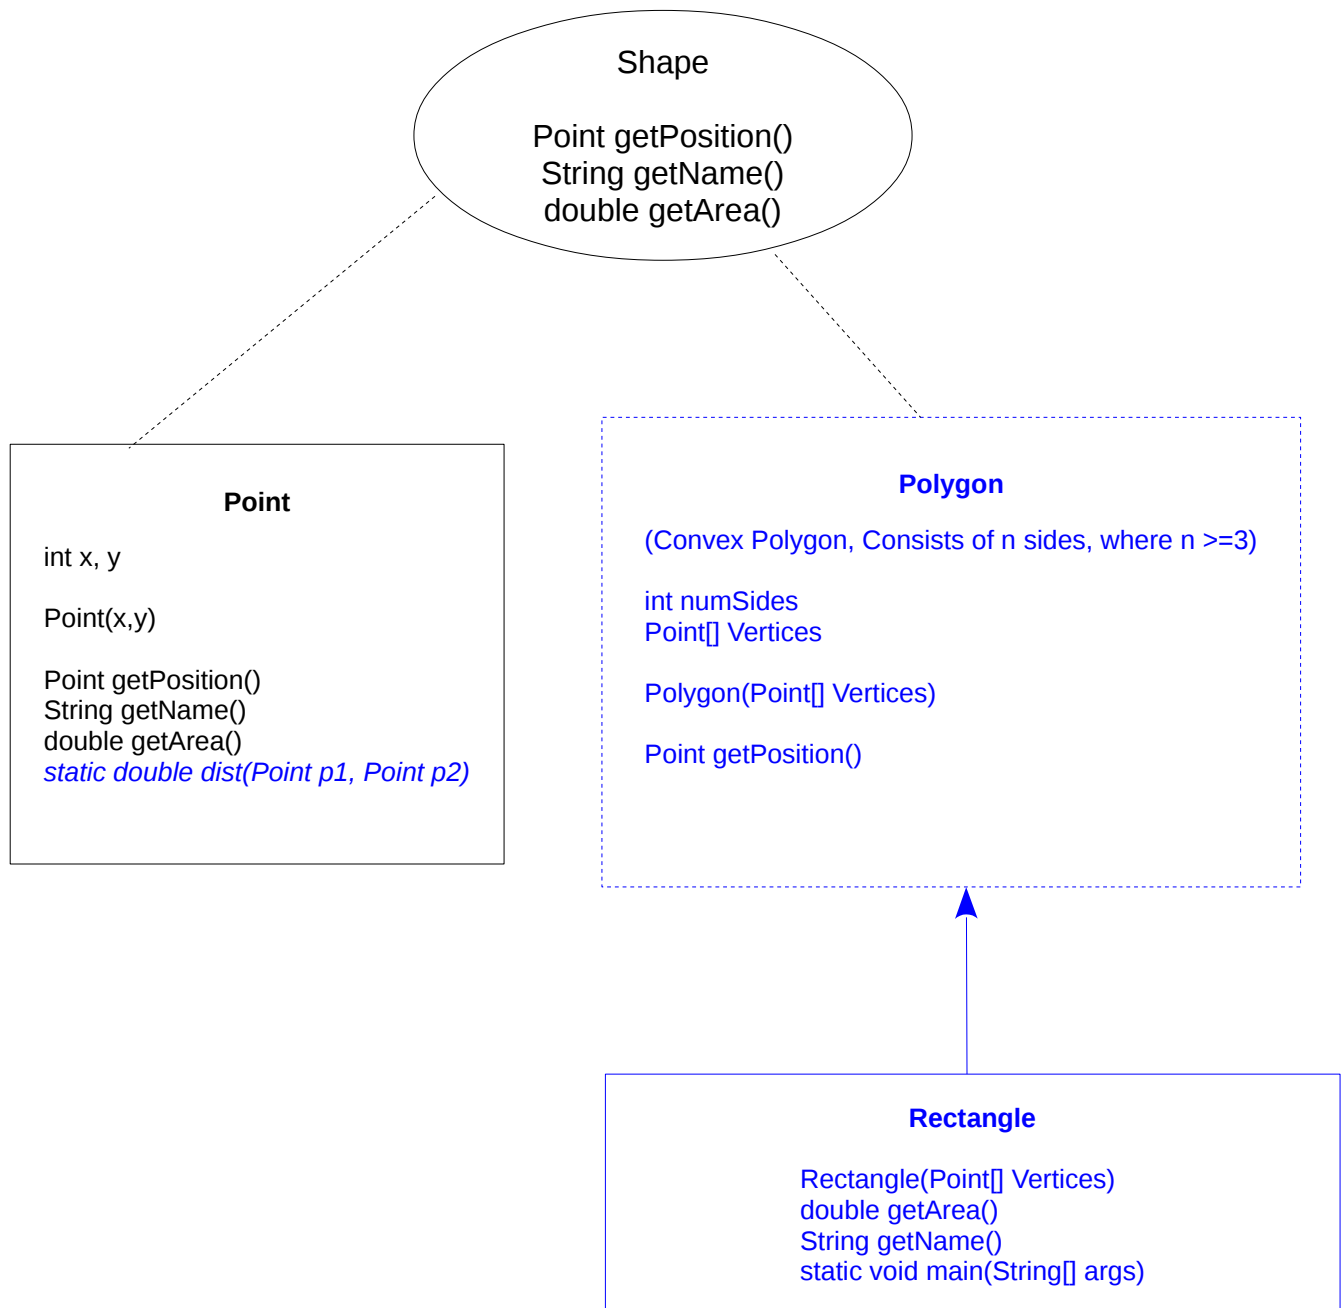 Shape
Point getPosition()
String getName()
double getArea()
Point
int x, y
Point(x,y)
Point getPosition()
String getName()
double getArea()
static double dist(Point p1, Point p2)
Polygon
(Convex Polygon, Consists of n sides, where n >=3)
int numSides
Point[] Vertices
Polygon(Point[] Vertices)
Point getPosition()
Rectangle
Rectangle(Point[] Vertices)
double getArea()
String getName()
static void main(String[] args)